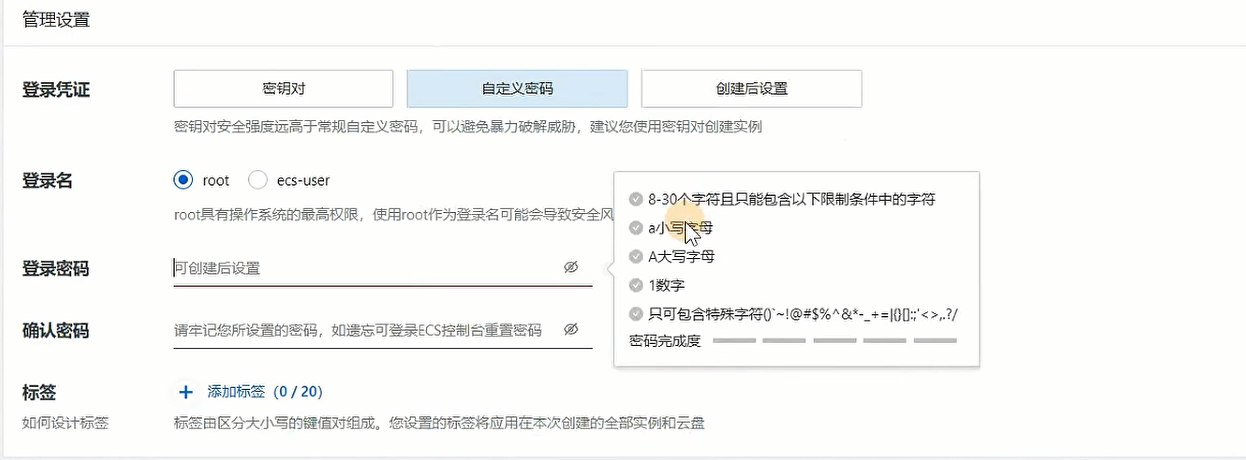 管理设置
登录凭证
密钥对
自定义密码
创建后设置
密钥对安全强度远高于常规自定义密码，可以避免暴力破解威胁，建议您使用密钥对创建实例
登录名
root
ecs-user
root具有操作系统的最高权限，使用root作为登录名可能会导致安全风
8-30个字符且只能包含以下限制条件中的字符
a小写字母
A大写字母
1数字
只可包含特殊字符()`~!@#$%^&*-_+=|{}[]:;'<>,.?/
密码完成度
登录密码
可创建后设置
确认密码
请牢记您所设置的密码，如遗忘可登录ECS控制台重置密码
标签
添加标签（0 / 20）
如何设计标签
标签由区分大小写的键值对组成。您设置的标签将应用在本次创建的全部实例和云盘